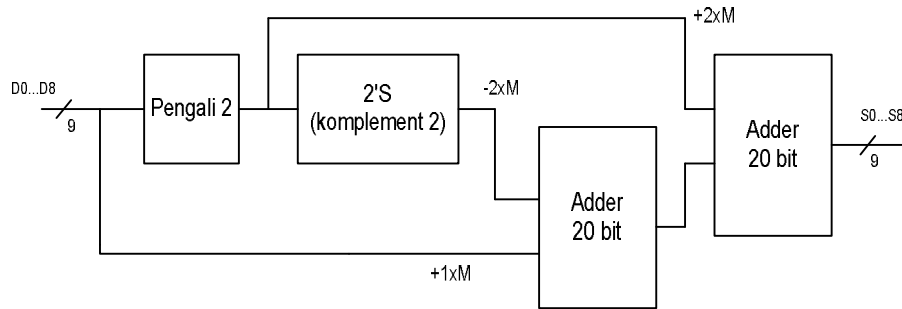 +2xM
D0...D8
9
Pengali 2
2'S
(komplement 2)
-2xM
Adder
20 bit
S0...S8
9
Adder
20 bit
+1xM